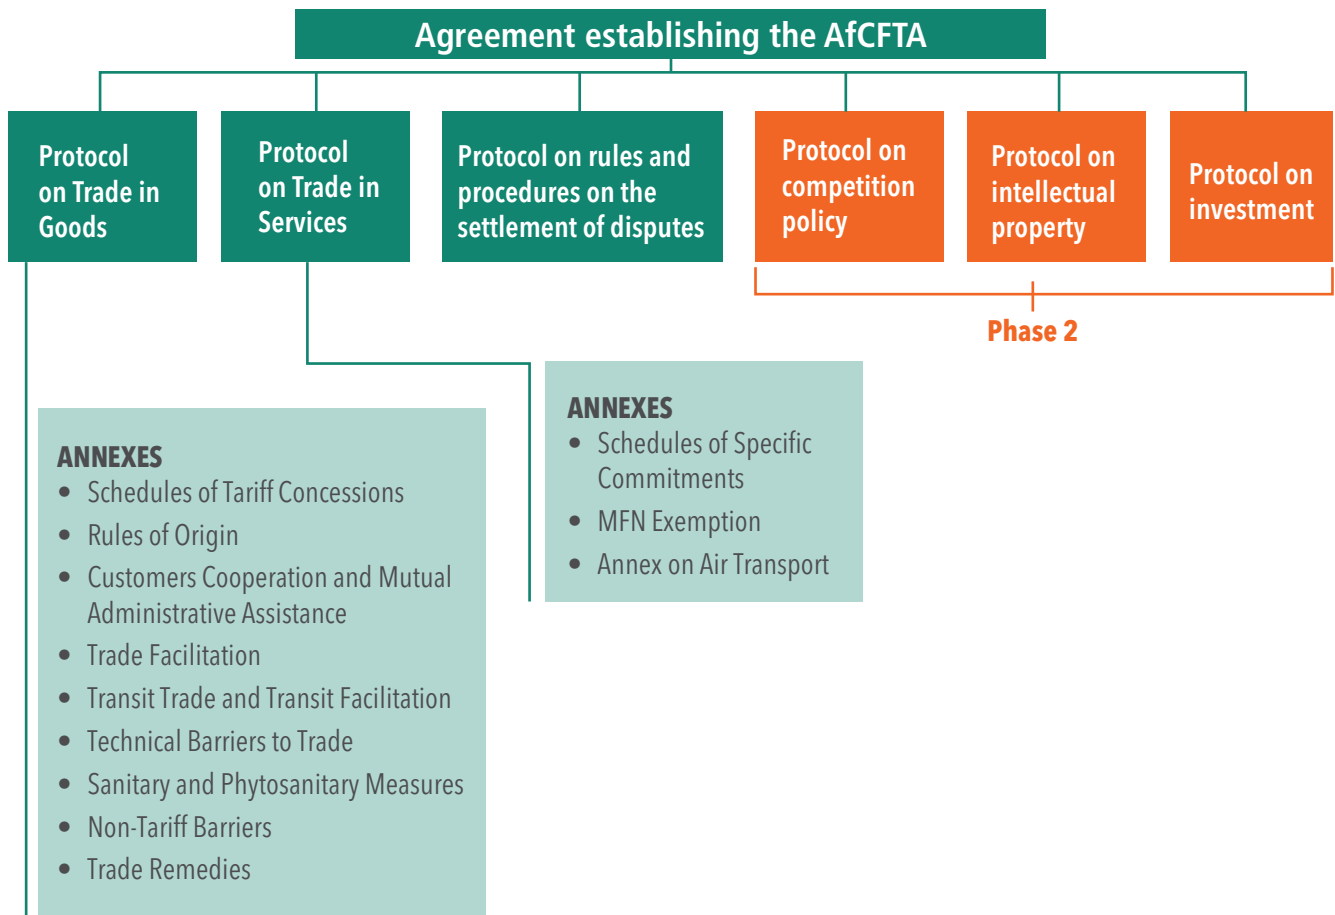 Agreement establishing the AfCFTA
Protocol
on Trade in
Goods
Protocol
on Trade in
Services
Protocol on rules and
procedures on the
settlement of disputes
Protocol on
competition
policy
Protocol on
intellectual
property
Protocol on
investment
Phase 2
ANNEXES
• Schedules of Tariff Concessions
• Rules of Origin
• Customers Cooperation and Mutual
Administrative Assistance
• Trade Facilitation
• Transit Trade and Transit Facilitation
• Technical Barriers to Trade
• Sanitary and Phytosanitary Measures
• Non-Tariff Barriers
• Trade Remedies
ANNEXES
• Schedules of Specific
Commitments
• MFN Exemption
• Annex on Air Transport